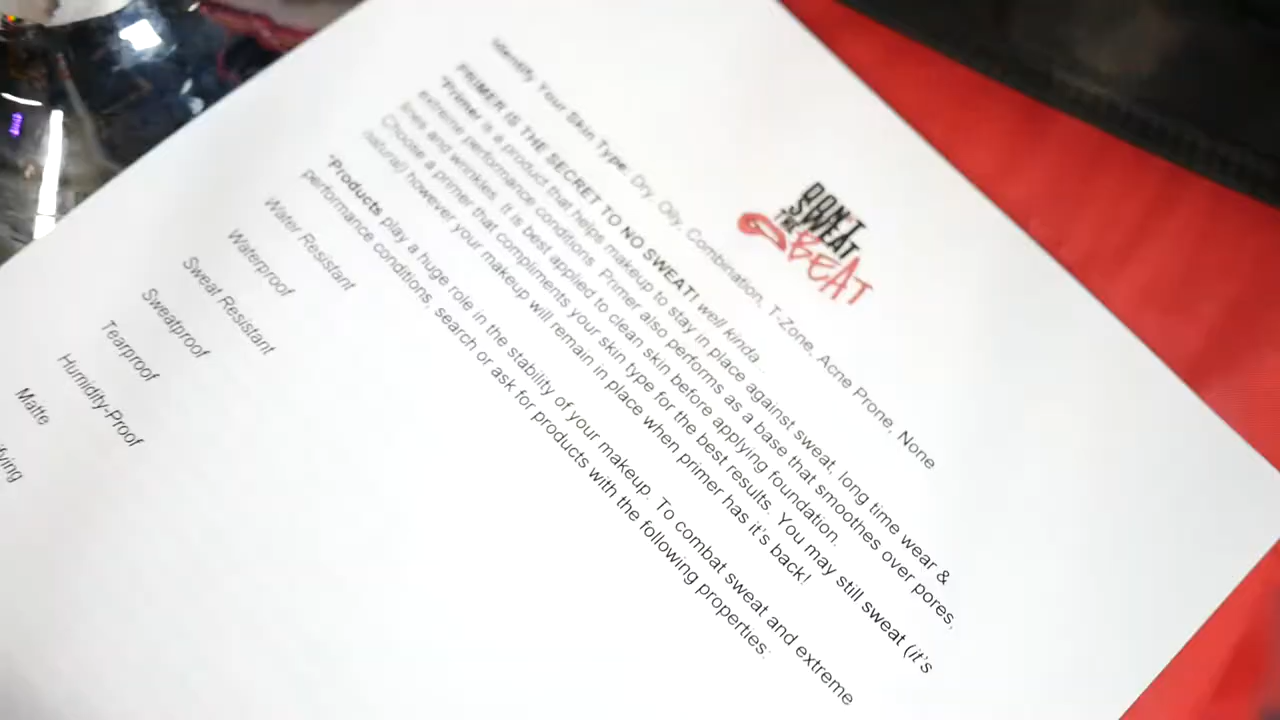 DON'T
SWEAT
THE
BEAT
Identify Your Skin Type: Dry, Oily, Combination, T-Zone, Acne Prone, None
PRIMER IS THE SECRET TO NO SWEAT! well kinda...
*Primer is a product that helps makeup to stay in place against sweat, long time wear &
extreme performance conditions. Primer also performs as a base that smoothes over pores,
lines and wrinkles. It is best applied to clean skin before applying foundation.
Choose a primer that compliments your skin type for the best results. You may still sweat (it's
natural) however your makeup will remain in place when primer has it's back!
*Products play a huge role in the stability of your makeup. To combat sweat and extreme
performance conditions, search or ask for products with the following properties:
Water Resistant
Waterproof
Sweat Resistant
Sweatproof
Tearproof
Humidity-Proof
Matte